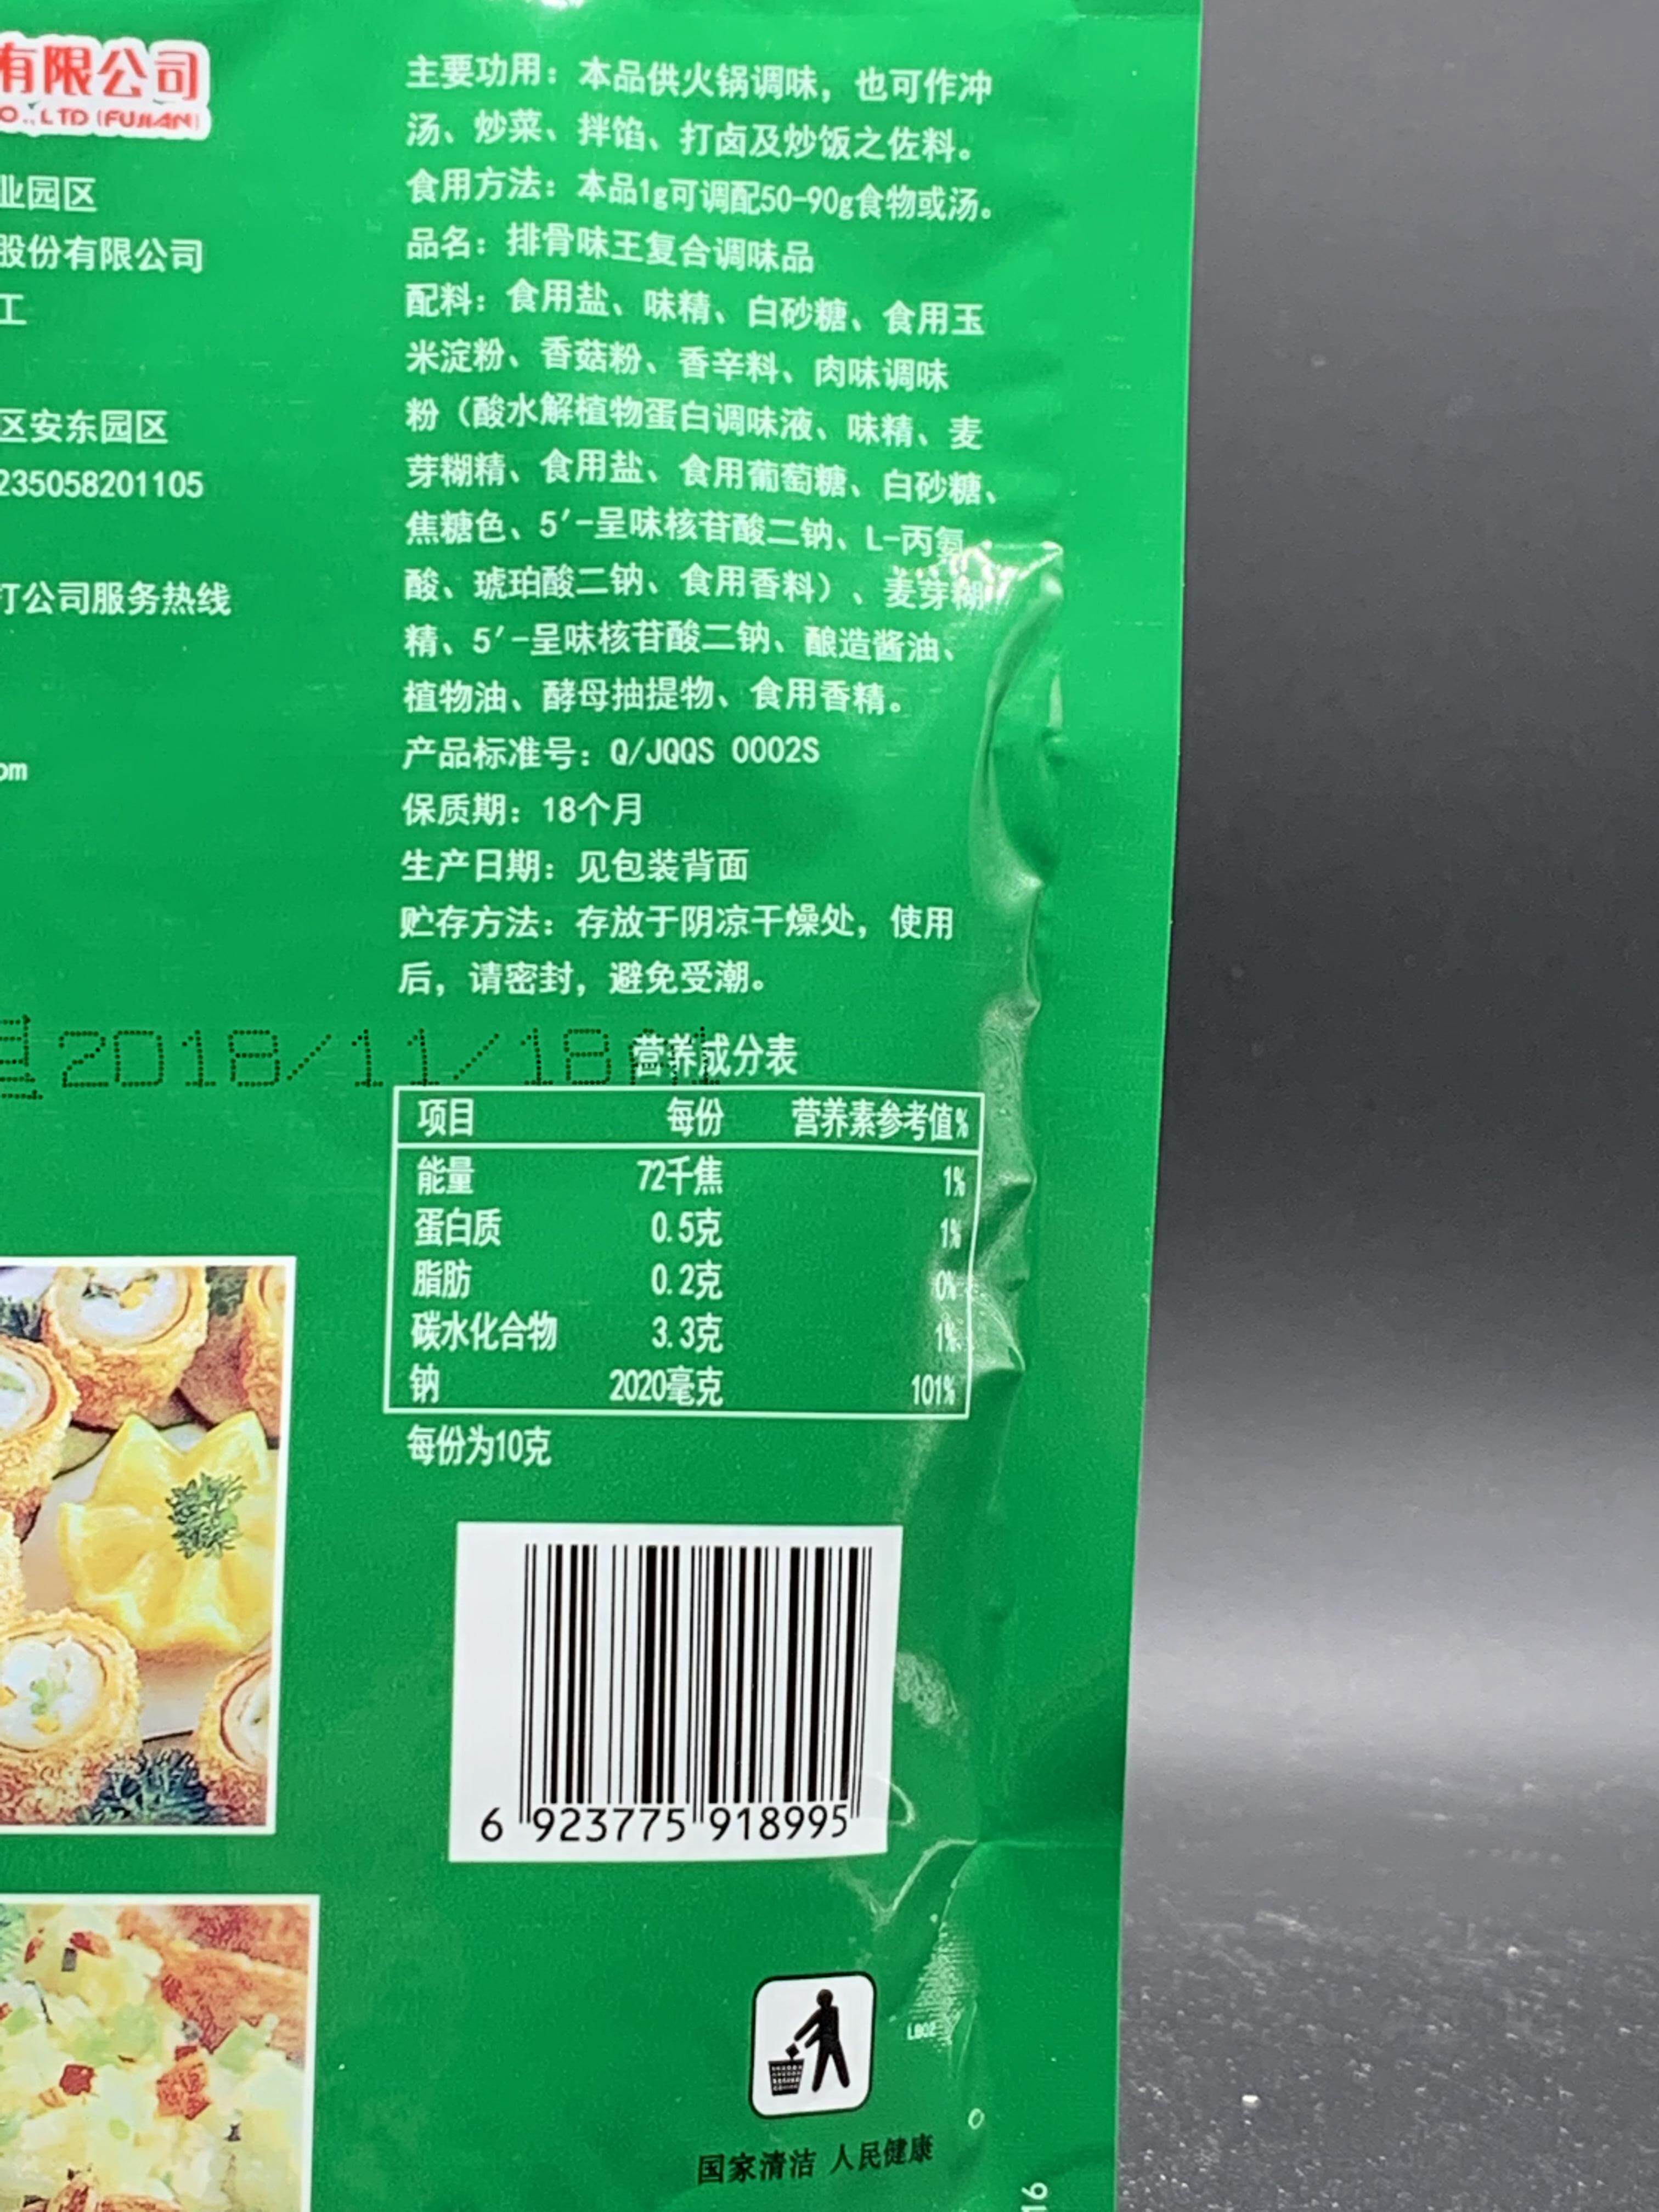 有限公司
O.,LTD (FUJIAN)
业园区
股份有限公司
工
区安东园区
235058201105
打公司服务热线
om
主要功用：本品供火锅调味，也可作冲
汤、炒菜、拌馅、打卤及炒饭之佐料。
食用方法：本品1g可调配50-90g食物或汤。
品名：排骨味王复合调味品
配料：食用盐、味精、白砂糖、食用玉
米淀粉、香菇粉、香辛料、肉味调味
粉（酸水解植物蛋白调味液、味精、麦
芽糊精、食用盐、食用葡萄糖、白砂糖、
焦糖色、5′-呈味核苷酸二钠、L-丙氨
酸、琥珀酸二钠、食用香料）、麦芽糊
精、5′-呈味核苷酸二钠、酿造酱油、
植物油、酵母抽提物、食用香精。
产品标准号：Q/JQQS 0002S
保质期：18个月
生产日期：见包装背面
贮存方法：存放于阴凉干燥处，使用
后，请密封，避免受潮。
2018/11/18A1
营养成分表
项目 每份 营养素参考值%
能量 72千焦 1%
蛋白质 0.5克 1%
脂肪 0.2克 0%
碳水化合物 3.3克 1%
钠 2020毫克 101%
每份为10克
6 923775 918995
LB02
国家清洁 人民健康
16